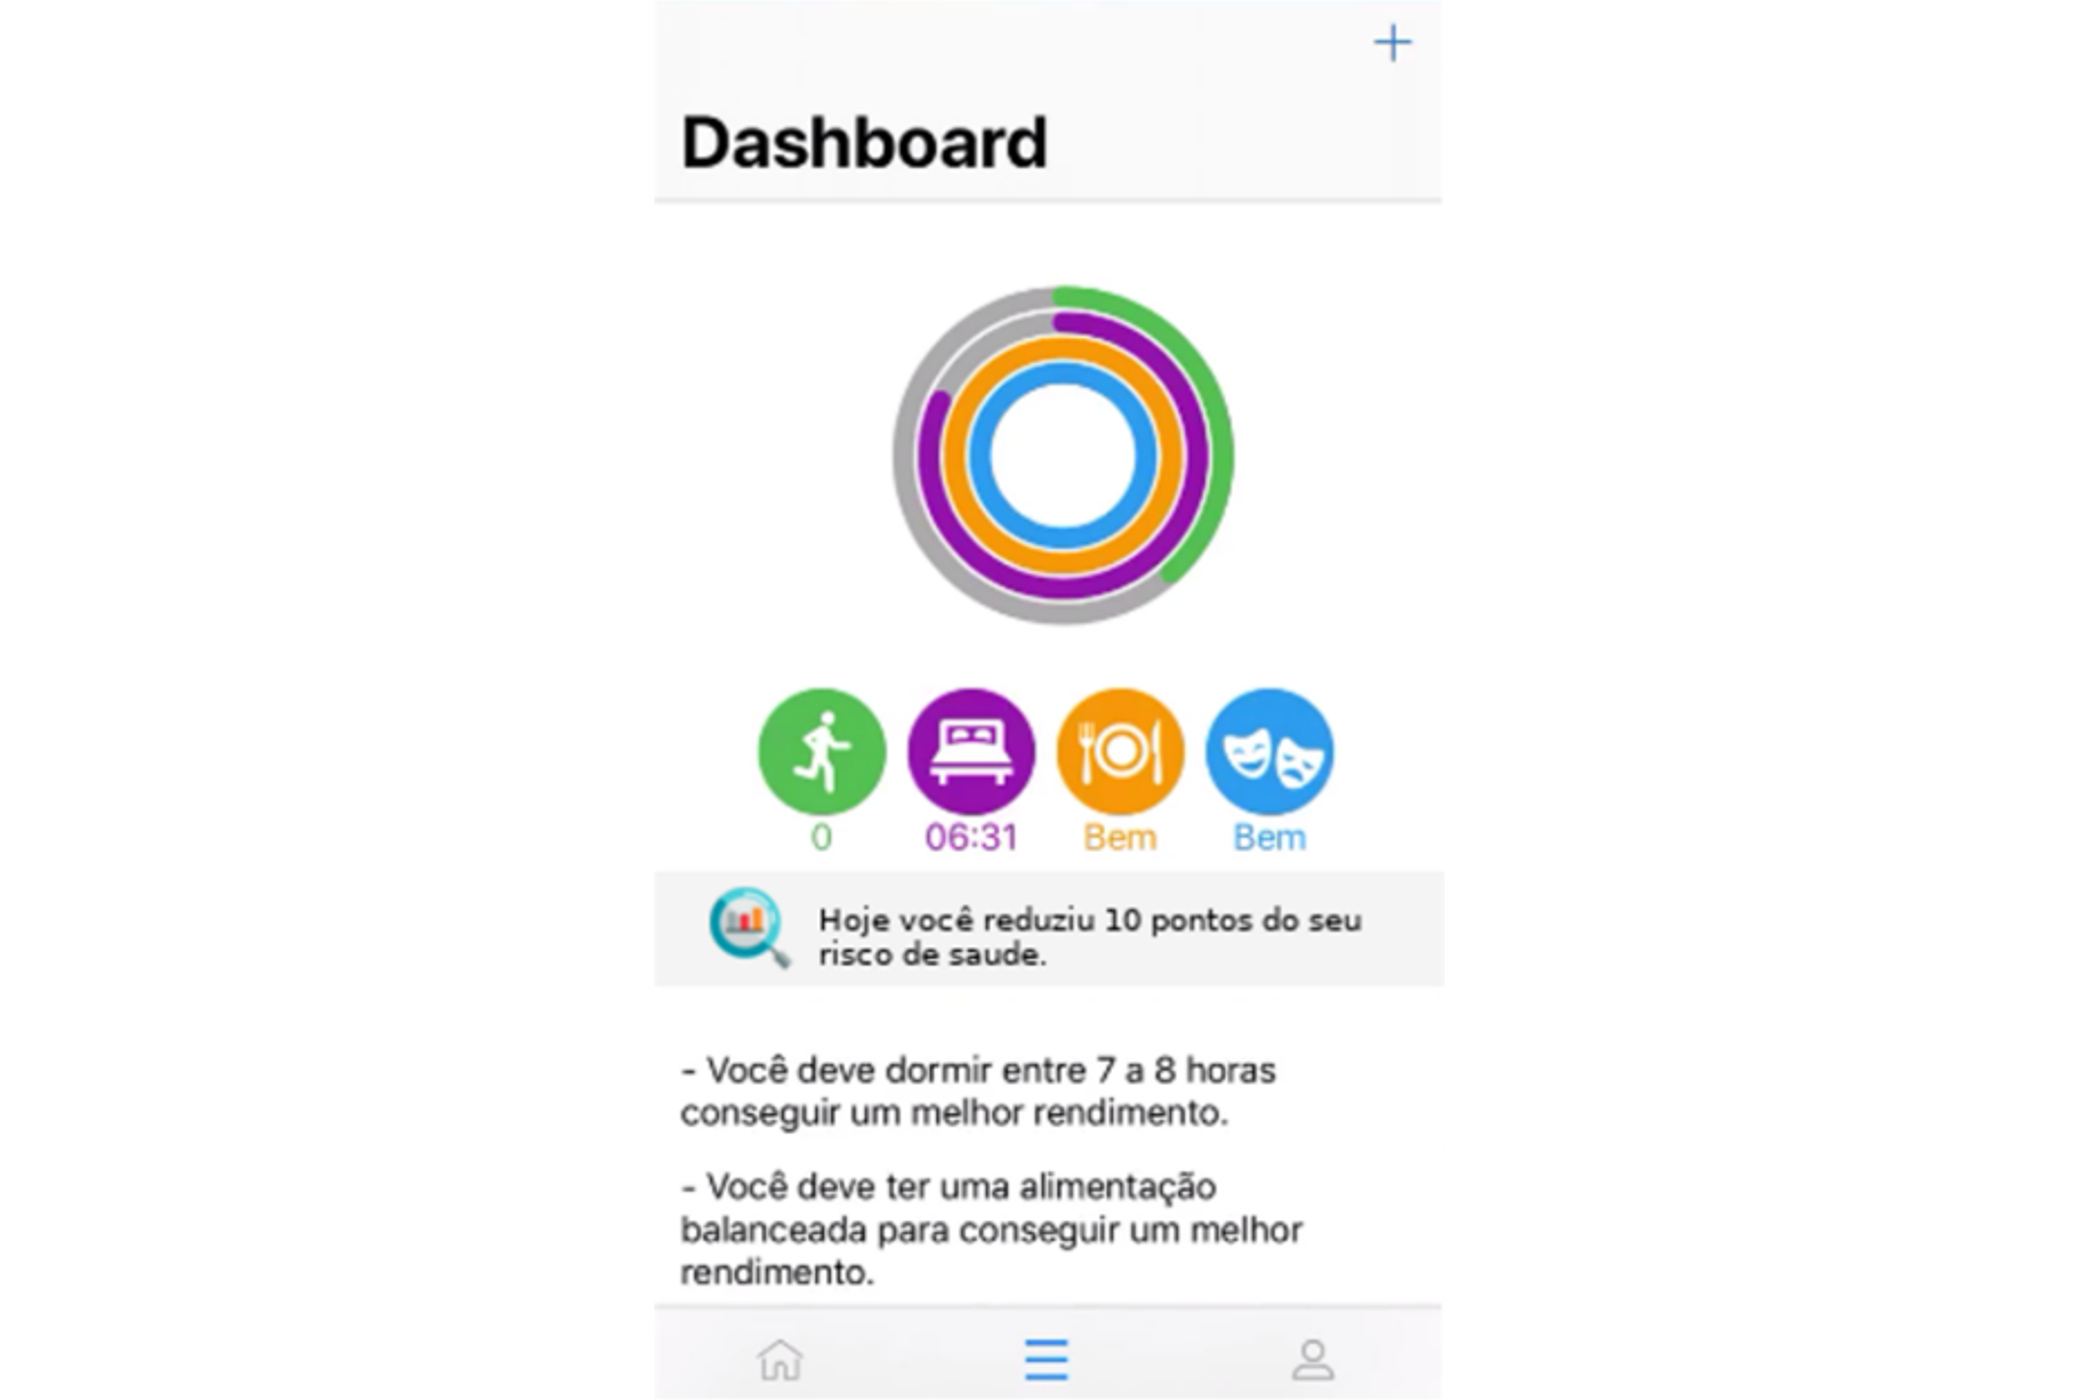 Dashboard
0
06:31
Bem
Bem
Hoje você reduziu 10 pontos do seu
risco de saude.
- Você deve dormir entre 7 a 8 horas
conseguir um melhor rendimento.
- Você deve ter uma alimentação
balanceada para conseguir um melhor
rendimento.